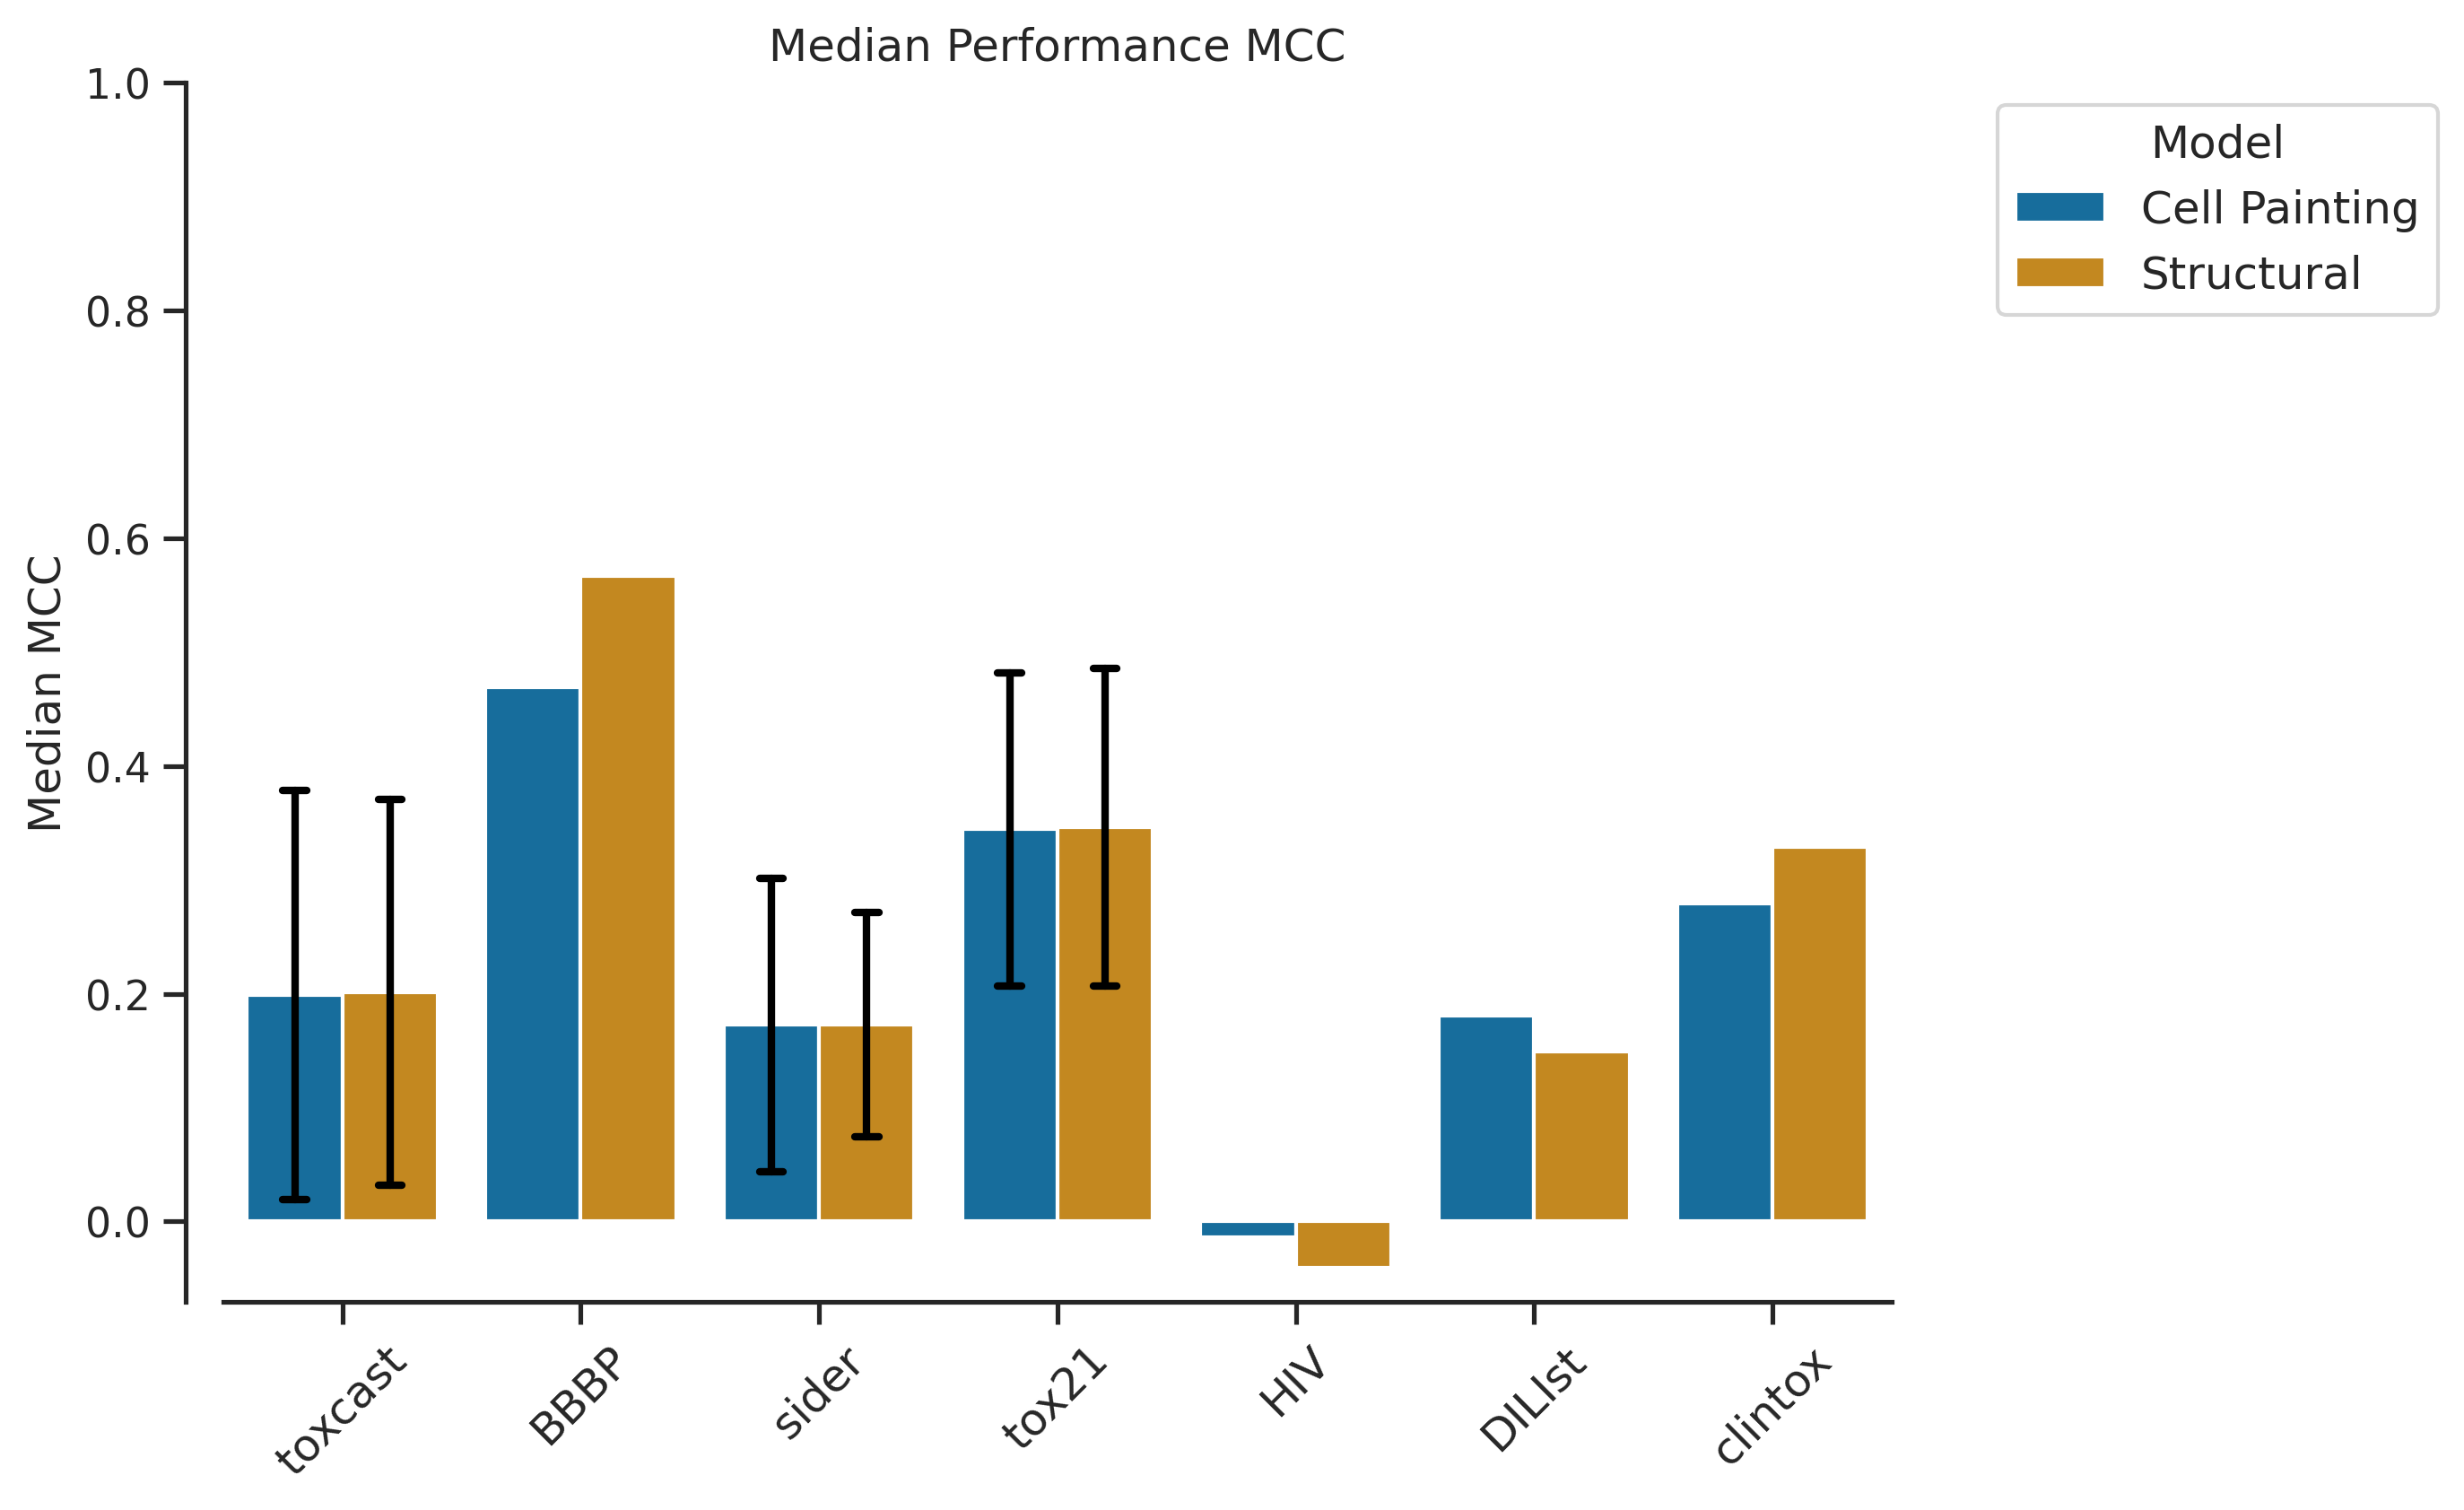 Median Performance MCC
Median MCC
1.0
0.8
0.6
0.4
0.2
0.0
toxcast
BBBP
sider
tox21
HIV
DILIst
clintox
Model
Cell Painting
Structural